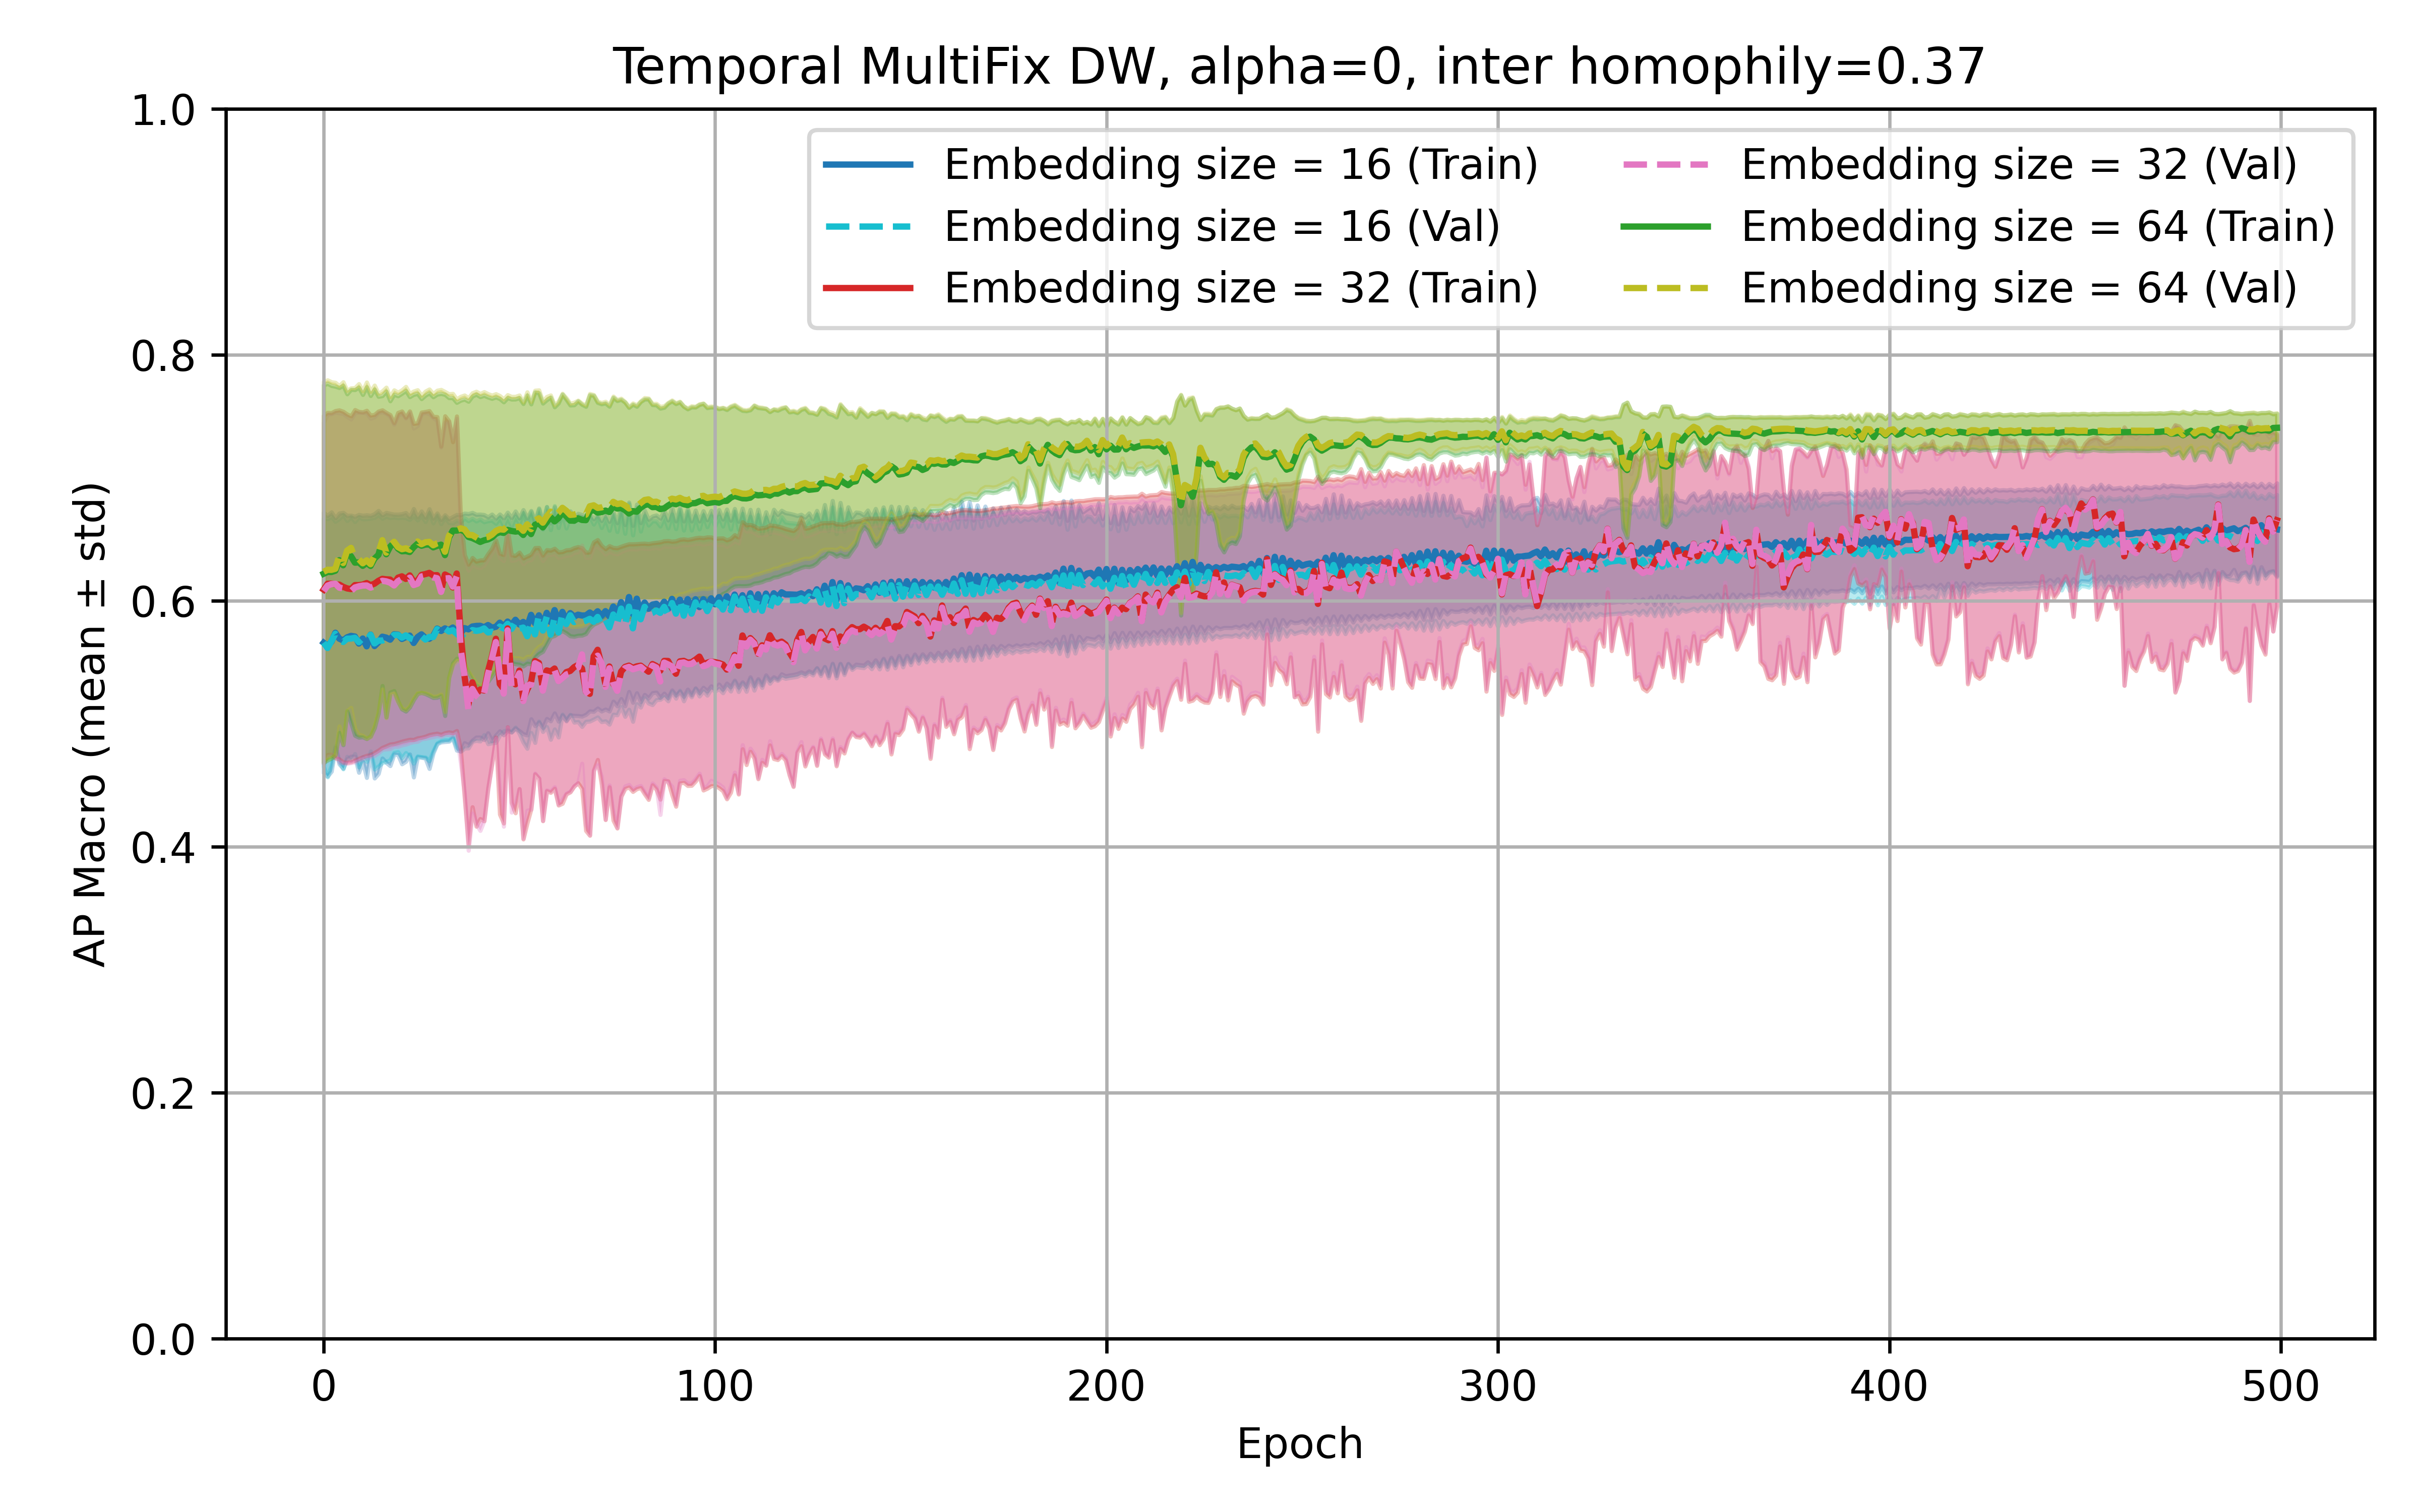 Temporal MultiFix DW, alpha=0, inter homophily=0.37
Embedding size = 16 (Train)
Embedding size = 16 (Val)
Embedding size = 32 (Train)
Embedding size = 32 (Val)
Embedding size = 64 (Train)
Embedding size = 64 (Val)
AP Macro (mean ± std)
1.0
0.8
0.6
0.4
0.2
0.0
0
100
200
300
400
500
Epoch